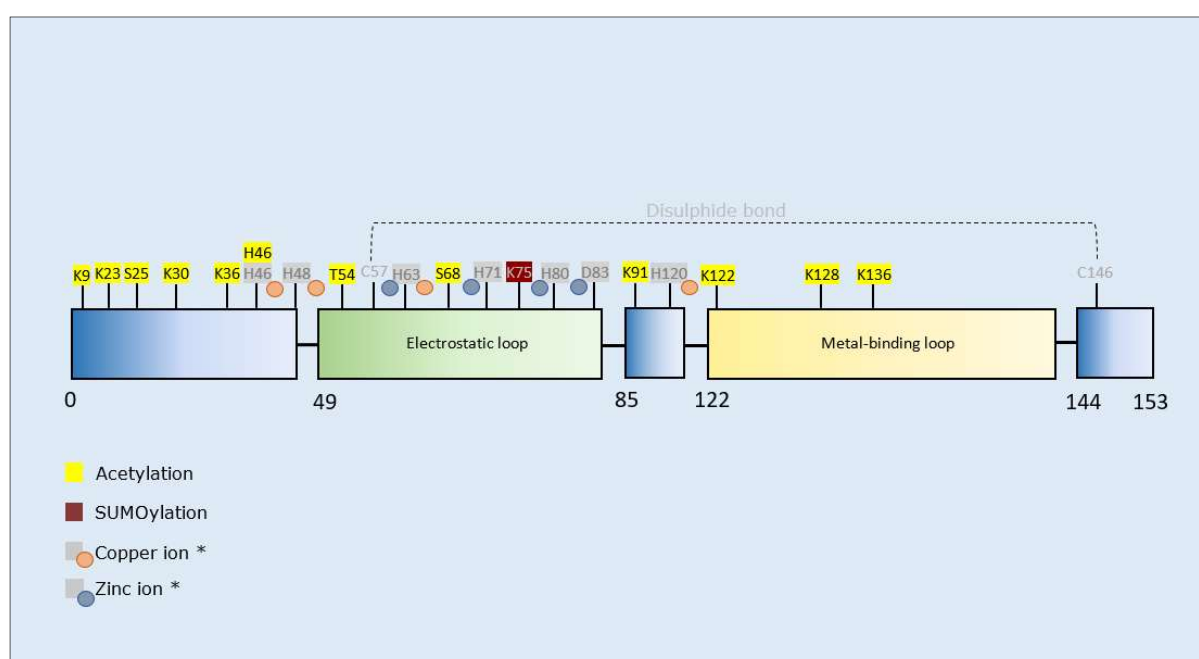 Disulphide bond
H46
K9 K23 S25 K30 K36 H46 H48 T54 C57 H63 S68 H71 K75 H80 D83 K91 H120 K122 K128 K136 C146
Electrostatic loop Metal-binding loop
0 49 85 122 144 153
Acetylation
SUMOylation
Copper ion *
Zinc ion *